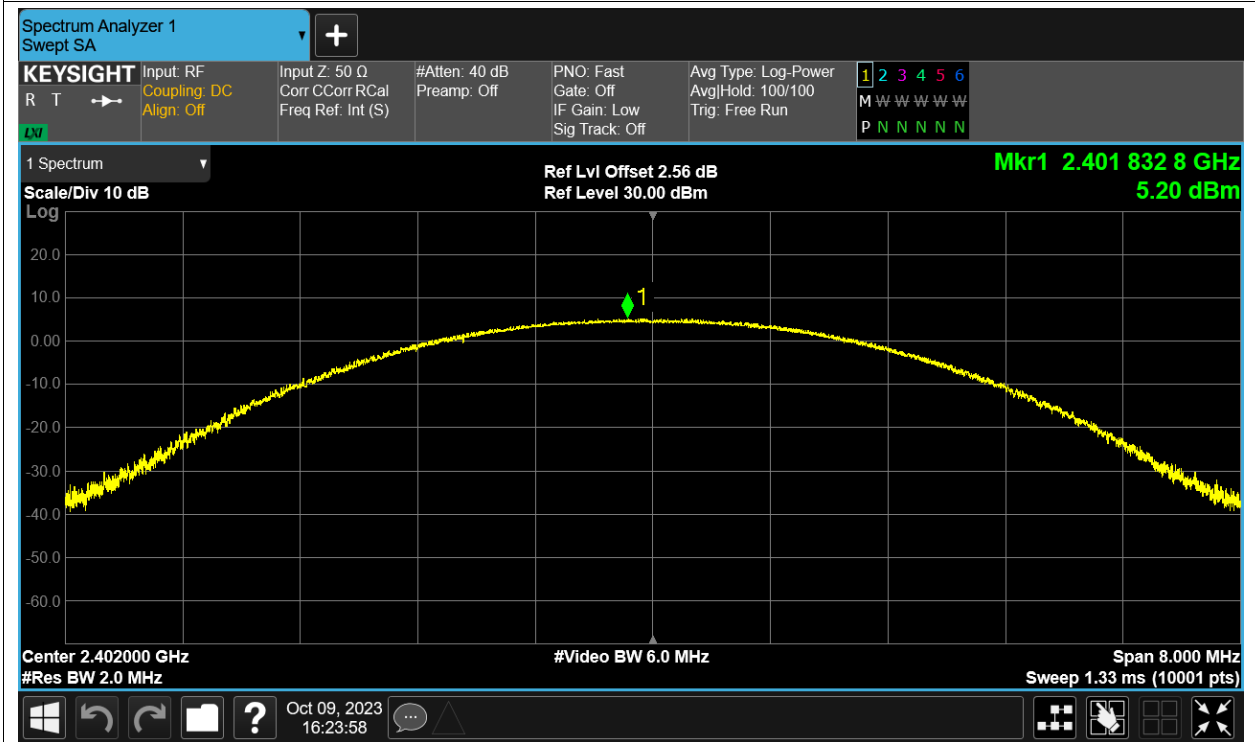 Spectrum Analyzer 1
Swept SA
+
KEYSIGHT Input: RF Input Z: 50 Ω #Atten: 40 dB PNO: Fast Avg Type: Log-Power 1 2 3 4 5 6
R T Coupling: DC Corr CCorr RCal Preamp: Off Gate: Off Avg|Hold: 100/100 M W W W W W
Align: Off Freq Ref: Int (S) IF Gain: Low Trig: Free Run
LXI Sig Track: Off P N N N N N
1 Spectrum Ref Lvl Offset 2.56 dB Mkr1 2.401 832 8 GHz
Scale/Div 10 dB Ref Level 30.00 dBm 5.20 dBm
Log
20.0
10.0 1
0.00
-10.0
-20.0
-30.0
-40.0
-50.0
-60.0
Center 2.402000 GHz #Video BW 6.0 MHz Span 8.000 MHz
#Res BW 2.0 MHz Sweep 1.33 ms (10001 pts)
? Oct 09, 2023
16:23:58